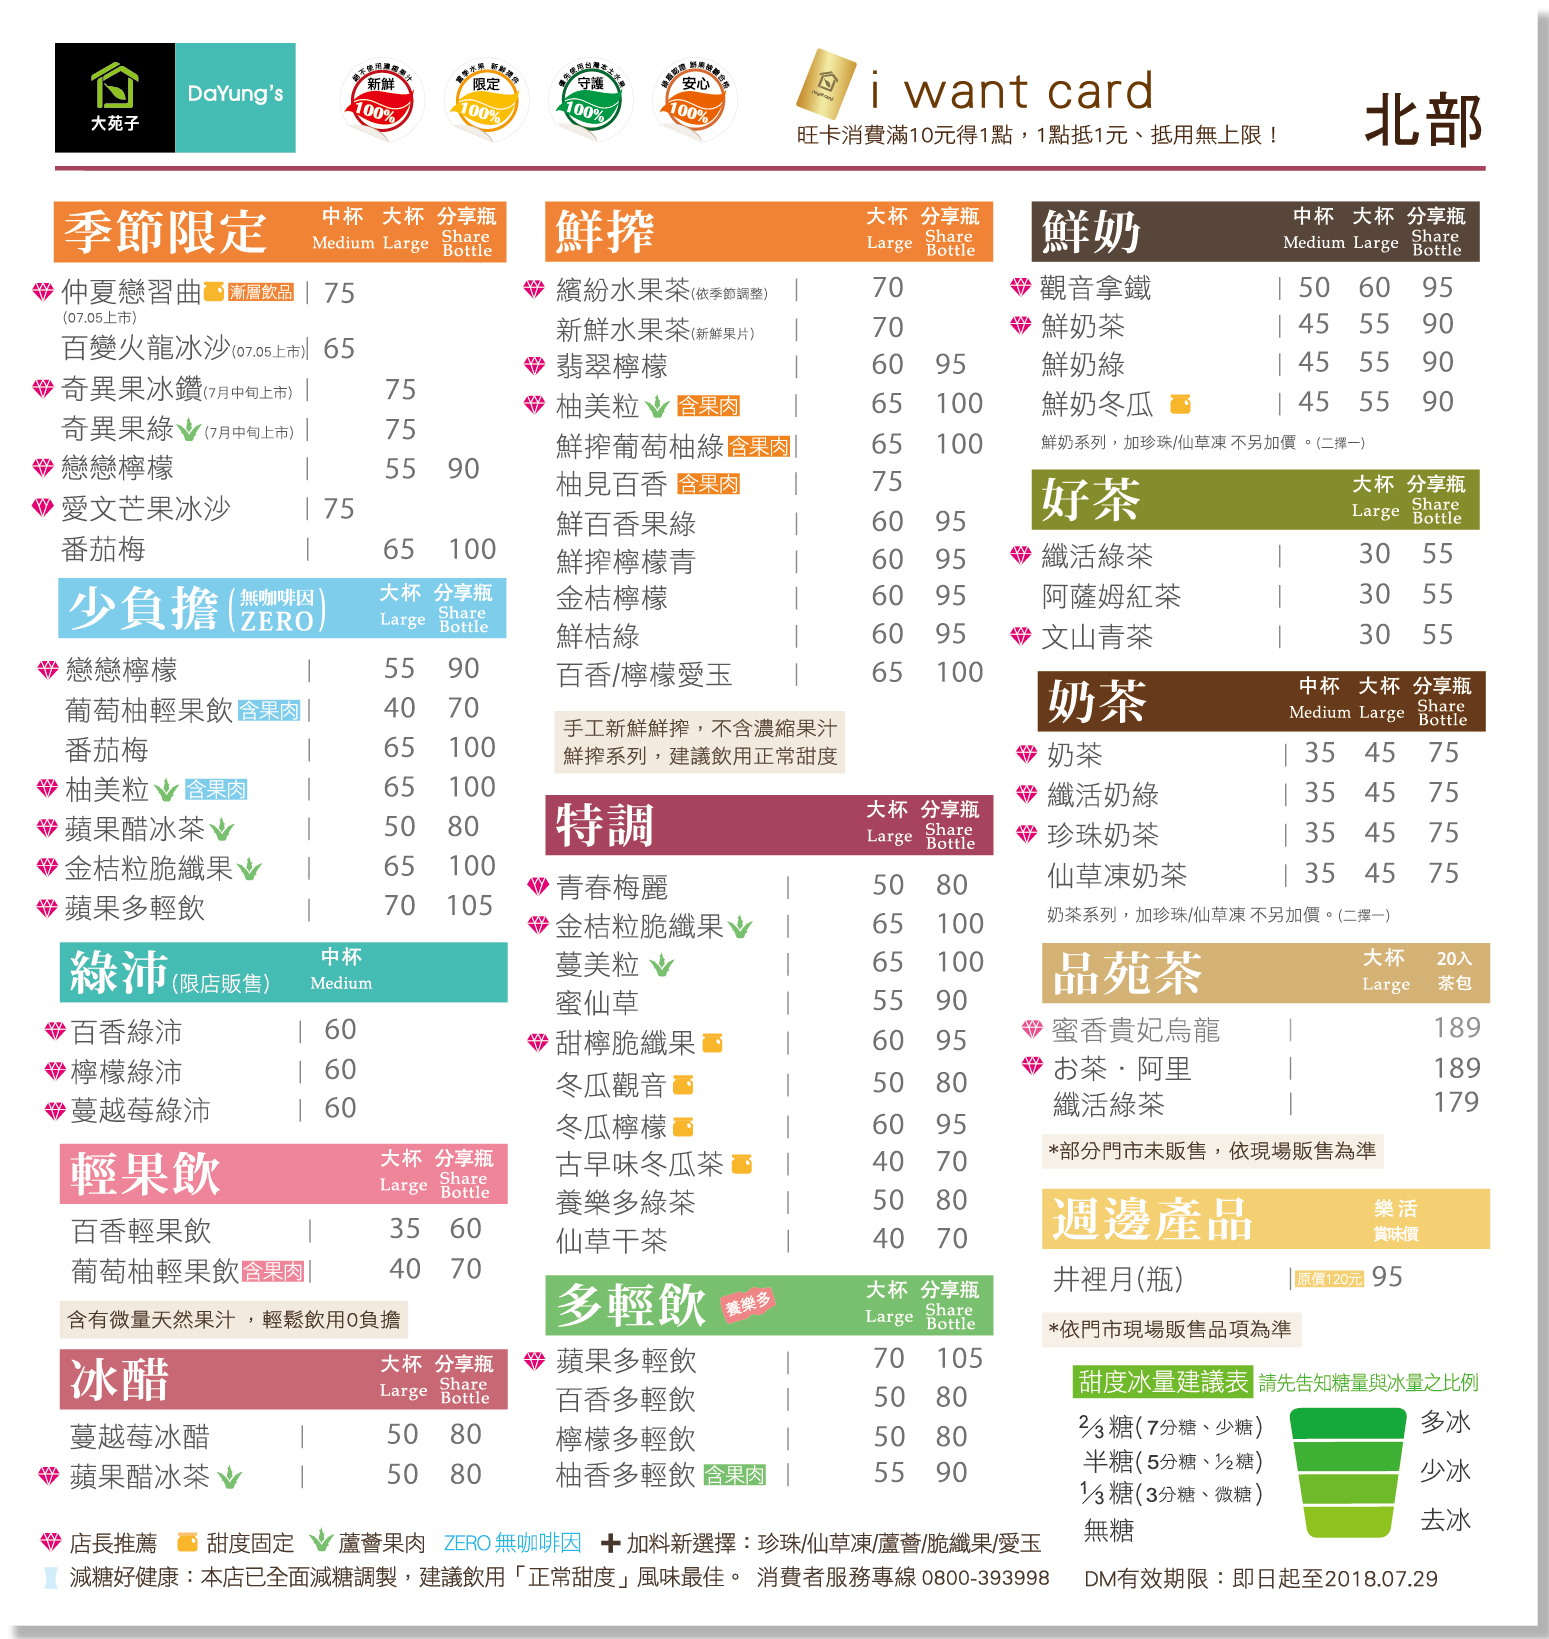 大苑子
DaYung's
新鮮
100%
限定
100%
守護
100%
安心
100%
i want card
旺卡消費滿10元得1點，1點抵1元、抵用無上限！
北部
季節限定 中杯 大杯 分享瓶
Medium Large Share Bottle
仲夏戀習曲 漸層飲品 | 75
(07.05上市)
百變火龍冰沙(07.05上市)| 65
奇異果冰鑽(7月中旬上市) | 75
奇異果綠 (7月中旬上市) | 75
戀戀檸檬 | 55 90
愛文芒果冰沙 | 75
番茄梅 | 65 100
少負擔(無咖啡因 ZERO) 大杯 分享瓶
Large Share Bottle
戀戀檸檬 | 55 90
葡萄柚輕果飲 含果肉 | 40 70
番茄梅 | 65 100
柚美粒 含果肉 | 65 100
蘋果醋冰茶 | 50 80
金桔粒脆纖果 | 65 100
蘋果多輕飲 | 70 105
綠沛(限店販售) 中杯
Medium
百香綠沛 | 60
檸檬綠沛 | 60
蔓越莓綠沛 | 60
輕果飲 大杯 分享瓶
Large Share Bottle
百香輕果飲 | 35 60
葡萄柚輕果飲 含果肉 | 40 70
含有微量天然果汁 ，輕鬆飲用0負擔
冰醋 大杯 分享瓶
Large Share Bottle
蔓越莓冰醋 | 50 80
蘋果醋冰茶 | 50 80
鮮搾 大杯 分享瓶
Large Share Bottle
繽紛水果茶(依季節調整) | 70
新鮮水果茶(新鮮果片) | 70
翡翠檸檬 | 60 95
柚美粒 含果肉 | 65 100
鮮搾葡萄柚綠 含果肉 | 65 100
柚見百香 含果肉 | 75
鮮百香果綠 | 60 95
鮮搾檸檬青 | 60 95
金桔檸檬 | 60 95
鮮桔綠 | 60 95
百香/檸檬愛玉 | 65 100
手工新鮮鮮搾，不含濃縮果汁
鮮搾系列，建議飲用正常甜度
特調 大杯 分享瓶
Large Share Bottle
青春梅麗 | 50 80
金桔粒脆纖果 | 65 100
蔓美粒 | 65 100
蜜仙草 | 55 90
甜檸脆纖果 | 60 95
冬瓜觀音 | 50 80
冬瓜檸檬 | 60 95
古早味冬瓜茶 | 40 70
養樂多綠茶 | 50 80
仙草干茶 | 40 70
多輕飲 養樂多 大杯 分享瓶
Large Share Bottle
蘋果多輕飲 | 70 105
百香多輕飲 | 50 80
檸檬多輕飲 | 50 80
柚香多輕飲 含果肉 | 55 90
鮮奶 中杯 大杯 分享瓶
Medium Large Share Bottle
觀音拿鐵 | 50 60 95
鮮奶茶 | 45 55 90
鮮奶綠 | 45 55 90
鮮奶冬瓜 | 45 55 90
鮮奶系列，加珍珠/仙草凍 不另加價 。(二擇一)
好茶 大杯 分享瓶
Large Share Bottle
纖活綠茶 | 30 55
阿薩姆紅茶 | 30 55
文山青茶 | 30 55
奶茶 中杯 大杯 分享瓶
Medium Large Share Bottle
奶茶 | 35 45 75
纖活奶綠 | 35 45 75
珍珠奶茶 | 35 45 75
仙草凍奶茶 | 35 45 75
奶茶系列，加珍珠/仙草凍 不另加價。(二擇一)
品苑茶 大杯 20入
Large 茶包
蜜香貴妃烏龍 | 189
お茶・阿里 | 189
纖活綠茶 | 179
*部分門市未販售，依現場販售為準
週邊產品 樂活
賞味價
井裡月(瓶) | 原價120元 95
*依門市現場販售品項為準
甜度冰量建議表 請先告知糖量與冰量之比例
⅔糖(7分糖、少糖)
半糖(5分糖、½糖)
⅓糖(3分糖、微糖)
無糖
多冰
少冰
去冰
店長推薦 甜度固定 蘆薈果肉 ZERO 無咖啡因 ✚ 加料新選擇：珍珠/仙草凍/蘆薈/脆纖果/愛玉
減糖好健康：本店已全面減糖調製，建議飲用「正常甜度」風味最佳。 消費者服務專線 0800-393998
DM有效期限：即日起至2018.07.29